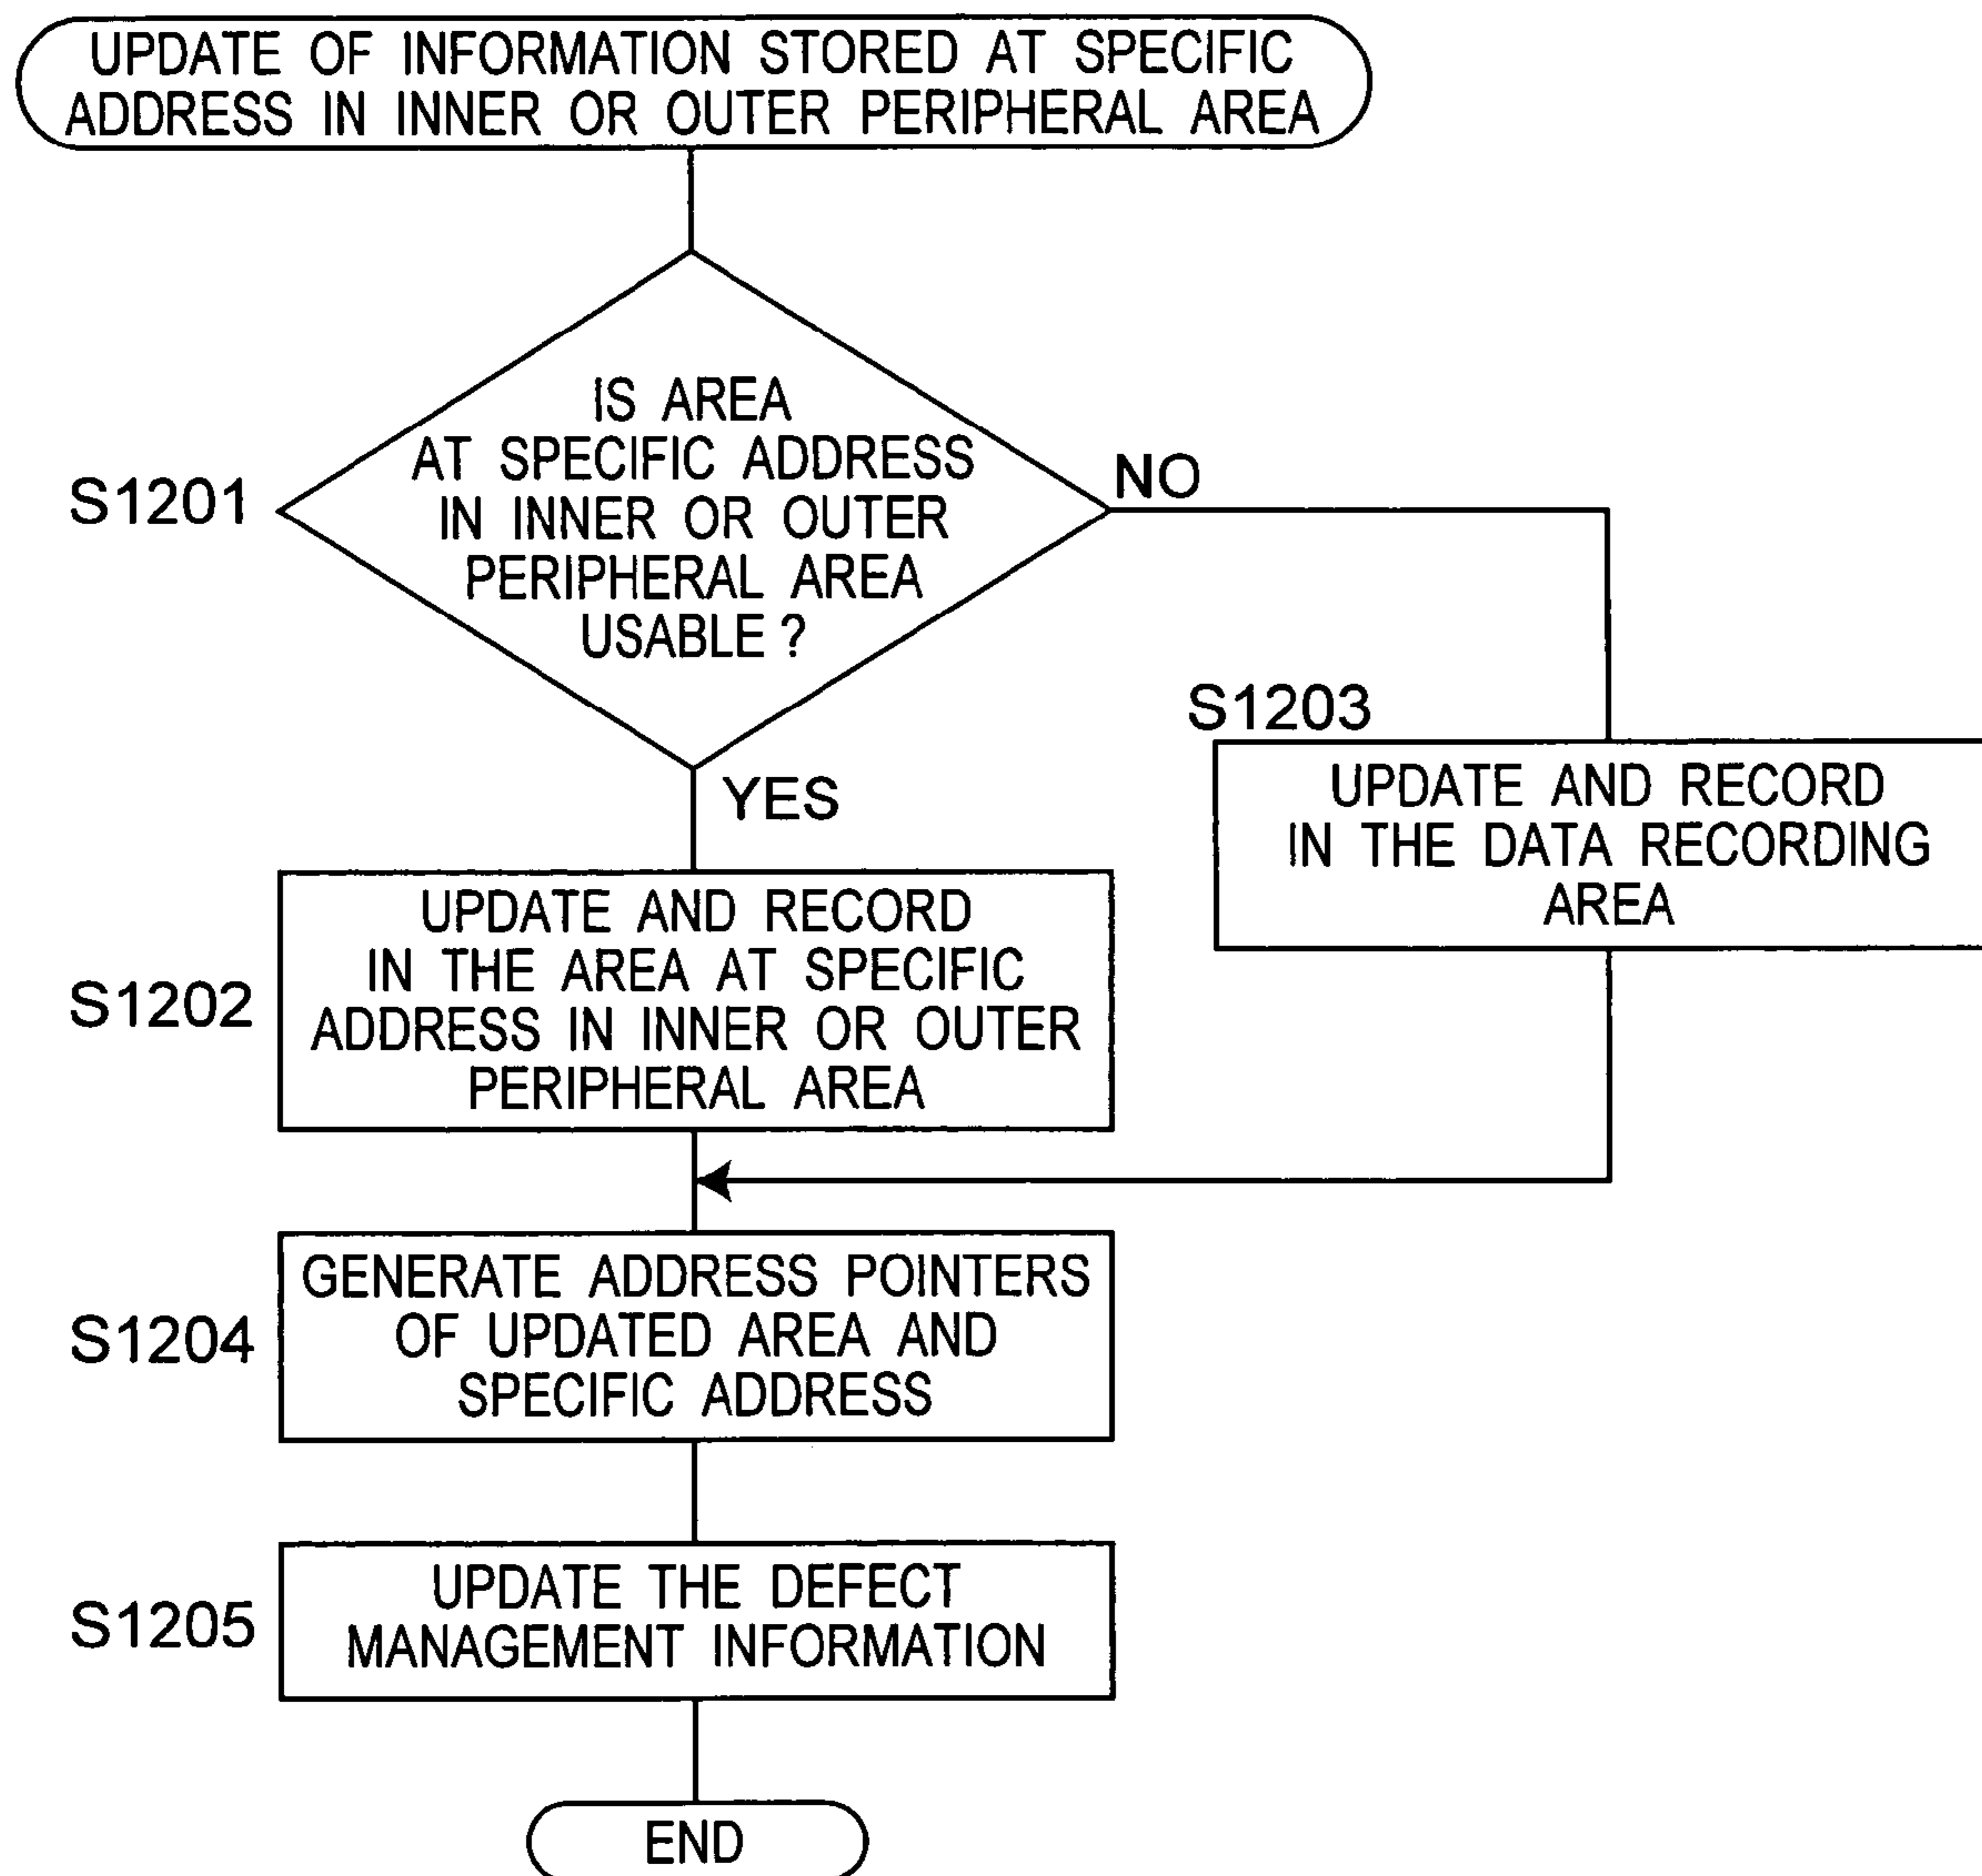 UPDATE OF INFORMATION STORED AT SPECIFIC
ADDRESS IN INNER OR OUTER PERIPHERAL AREA
IS AREA
AT SPECIFIC ADDRESS
IN INNER OR OUTER
PERIPHERAL AREA
USABLE ?
S1201
NO
YES
S1203
UPDATE AND RECORD
IN THE DATA RECORDING
AREA
S1202
UPDATE AND RECORD
IN THE AREA AT SPECIFIC
ADDRESS IN INNER OR OUTER
PERIPHERAL AREA
S1204
GENERATE ADDRESS POINTERS
OF UPDATED AREA AND
SPECIFIC ADDRESS
S1205
UPDATE THE DEFECT
MANAGEMENT INFORMATION
END